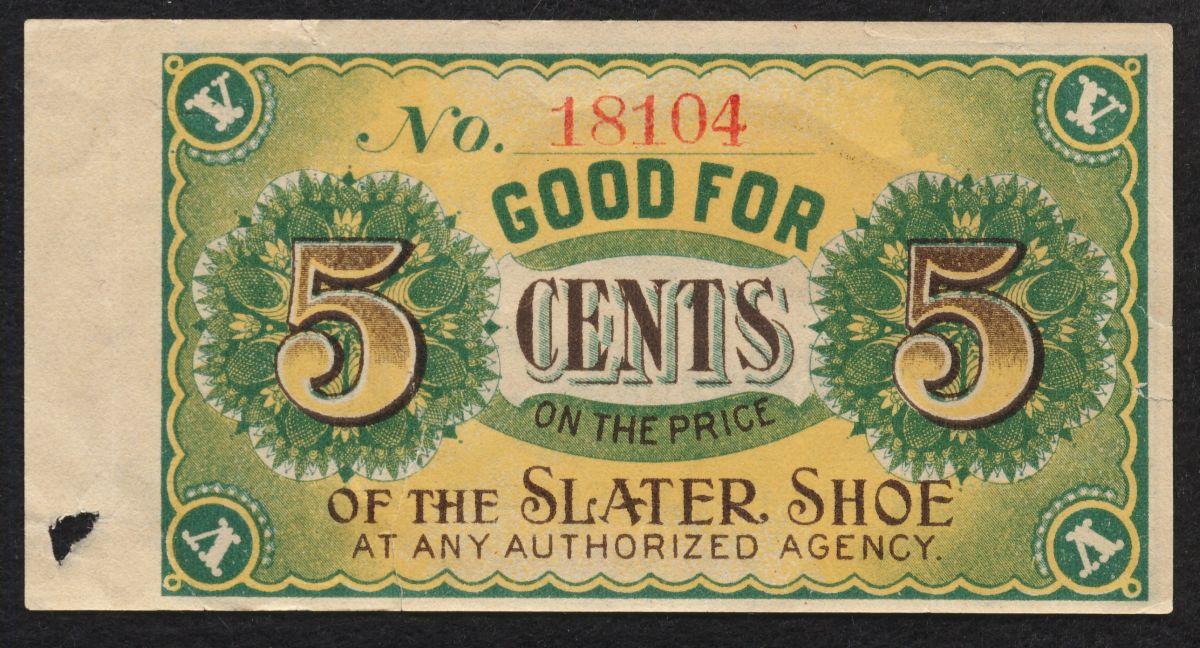 V V
No. 18104
GOOD FOR
5 CENTS 5
ON THE PRICE
OF THE SLATER SHOE
AT ANY AUTHORIZED AGENCY.
V V